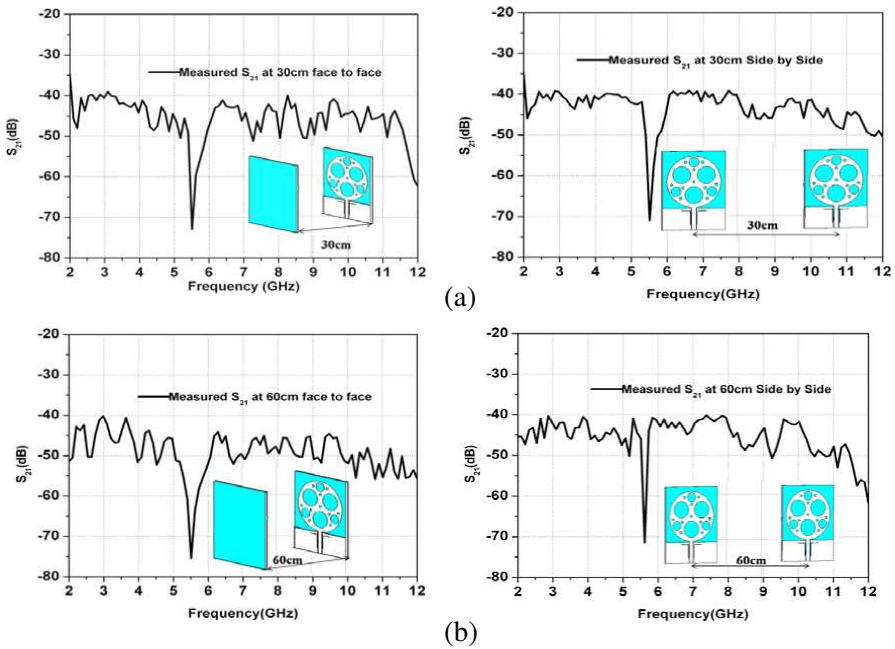 -20
-30
-40
-50
-60
-70
-80
S21(dB)
Measured S21 at 30cm face to face
30cm
2 3 4 5 6 7 8 9 10 11 12
Frequency (GHz)
-20
-30
-40
-50
-60
-70
-80
S21(dB)
Measured S21 at 30cm Side by Side
30cm
2 3 4 5 6 7 8 9 10 11 12
Frequency(GHz)
(a)
-20
-30
-40
-50
-60
-70
-80
S21(dB)
Measured S21 at 60cm face to face
60cm
2 3 4 5 6 7 8 9 10 11 12
Frequency(GHz)
-20
-30
-40
-50
-60
-70
-80
S21(dB)
Measured S21 at 60cm Side by Side
60cm
2 3 4 5 6 7 8 9 10 11 12
Frequency(GHz)
(b)